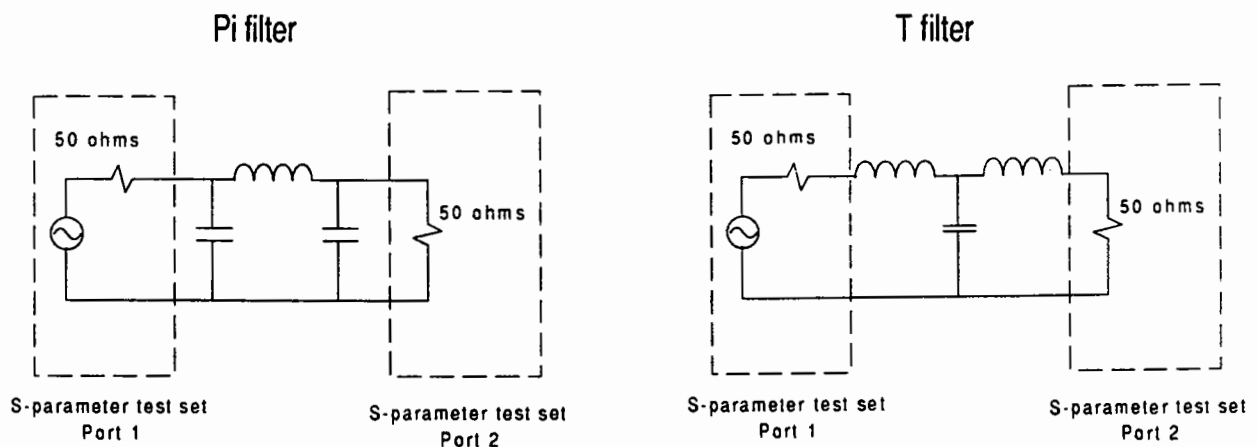 Pi filter
T filter
50 ohms
50 ohms
S-parameter test set
Port 1
S-parameter test set
Port 2
50 ohms
50 ohms
S-parameter test set
Port 1
S-parameter test set
Port 2